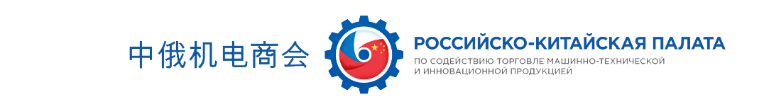 中俄机电商会
РОССИЙСКО-КИТАЙСКАЯ ПАЛАТА
ПО СОДЕЙСТВИЮ ТОРГОВЛЕ МАШИННО-ТЕХНИЧЕСКОЙ
И ИННОВАЦИОННОЙ ПРОДУКЦИЕЙ